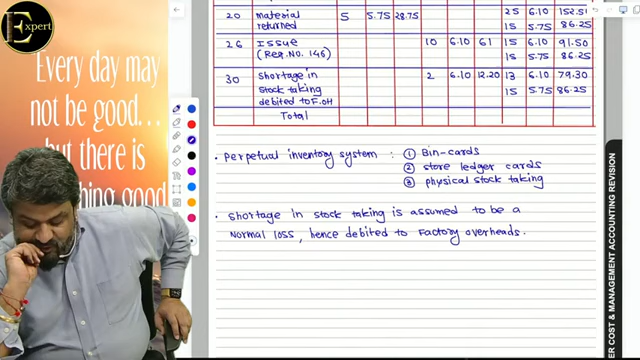 Expert
Every day may
not be good...
but there is
thing good
20 material returned 5 5.75 28.75 25 6.10 152.5
15 5.75 86.25
26 Issue (Req. No. 146) 10 6.10 61 15 6.10 91.50
15 5.75 86.25
30 Shortage in stock taking debited to F.OH 2 6.10 12.20 13 6.10 79.30
15 5.75 86.25
Total
• Perpetual inventory system : ① Bin-cards
② store ledger cards
③ physical stock taking
• Shortage in stock taking is assumed to be a
Normal loss, hence debited to Factory overheads.
ER COST & MANAGEMENT ACCOUNTING REVISION